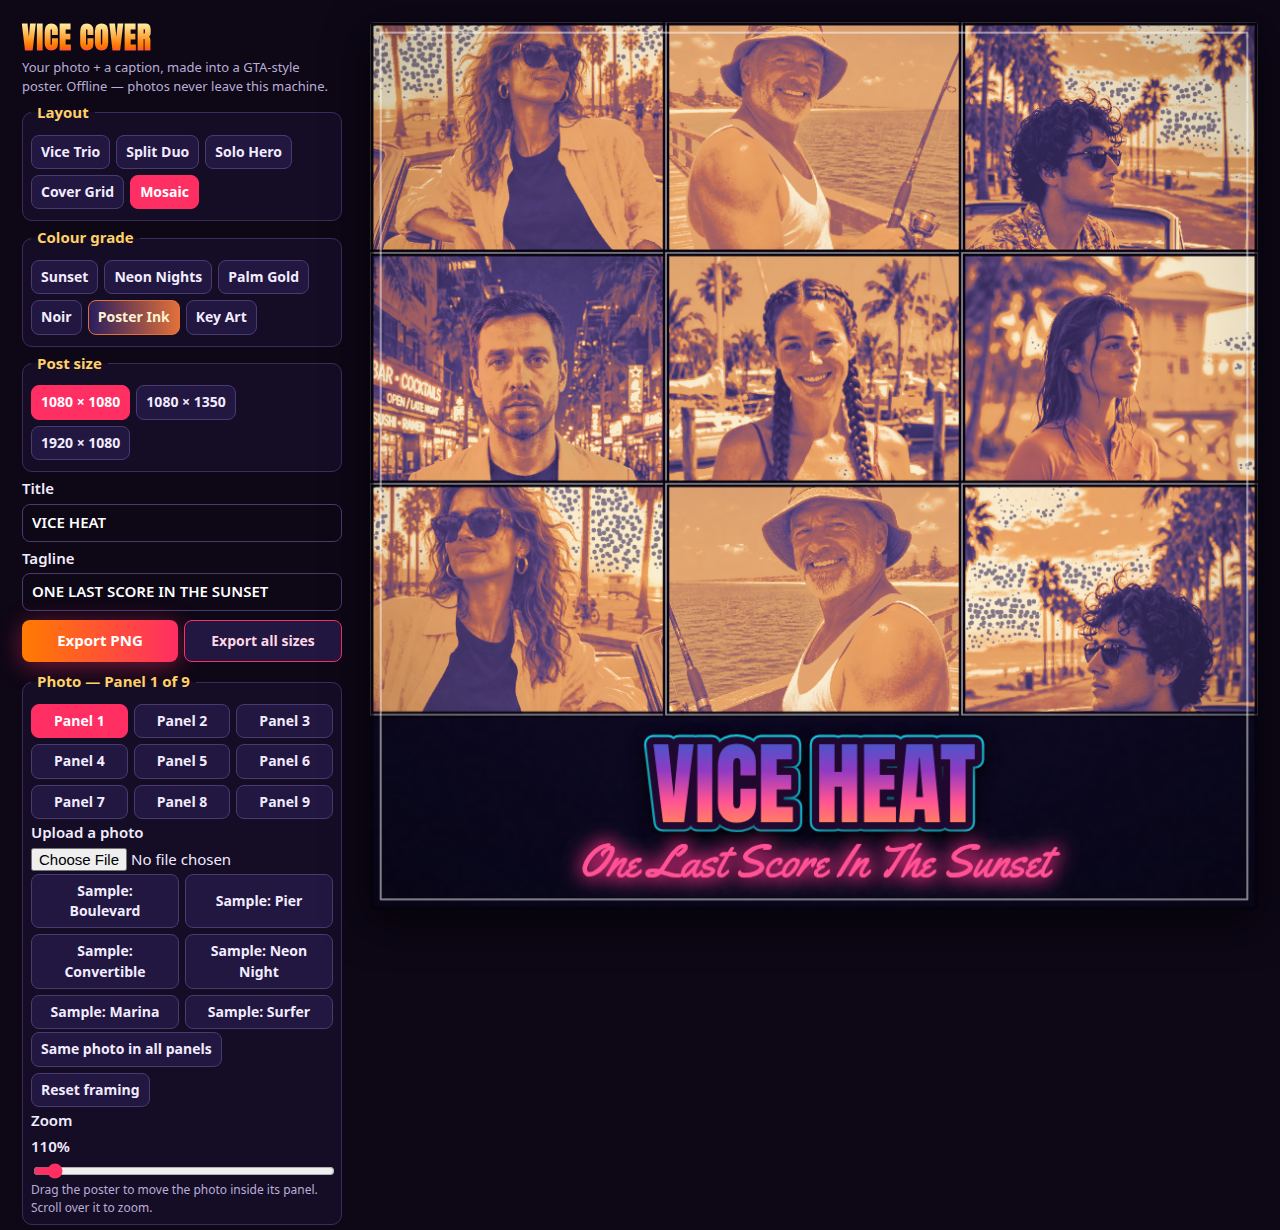 VICE COVER
Your photo + a caption, made into a GTA-style
poster. Offline — photos never leave this machine.
Layout
Vice Trio
Split Duo
Solo Hero
Cover Grid
Mosaic
Colour grade
Sunset
Neon Nights
Palm Gold
Noir
Poster Ink
Key Art
Post size
1080 × 1080
1080 × 1350
1920 × 1080
Title
VICE HEAT
Tagline
ONE LAST SCORE IN THE SUNSET
Export PNG
Export all sizes
Photo — Panel 1 of 9
Panel 1
Panel 2
Panel 3
Panel 4
Panel 5
Panel 6
Panel 7
Panel 8
Panel 9
Upload a photo
Choose File No file chosen
Sample:
Boulevard
Sample: Pier
Sample:
Convertible
Sample: Neon
Night
Sample: Marina
Sample: Surfer
Same photo in all panels
Reset framing
Zoom
110%
Drag the poster to move the photo inside its panel.
Scroll over it to zoom.
BAR • COCKTAILS
OPEN / LATE NIGHT
SUSHI • RAMEN
VICE HEAT
One Last Score In The Sunset